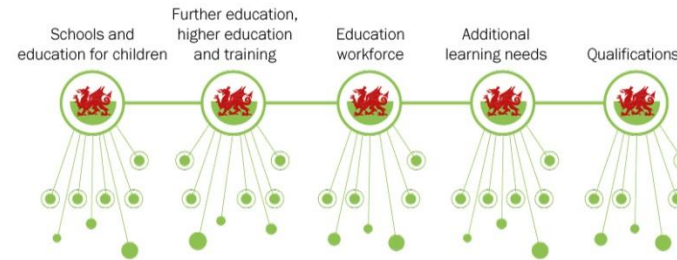 Schools and
education for children
Further education,
higher education
and training
Education
workforce
Additional
learning needs
Qualifications